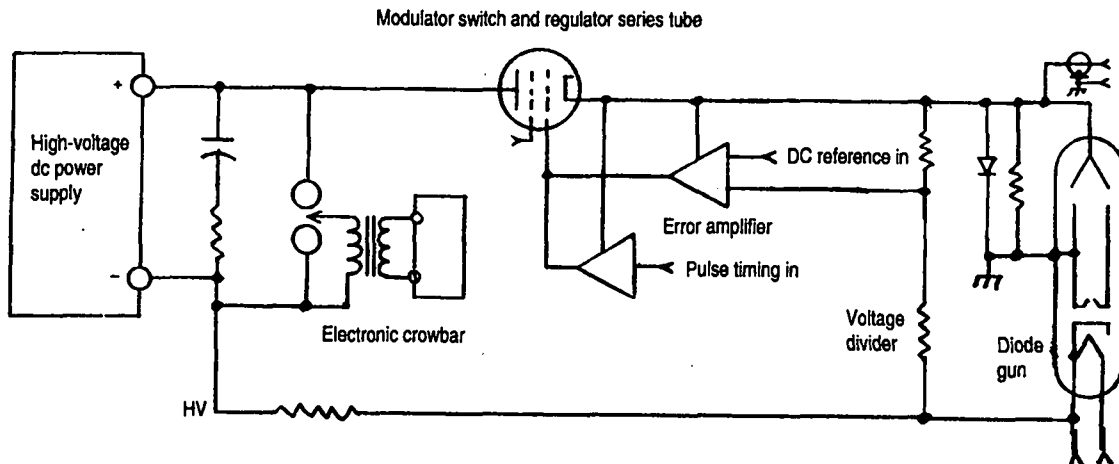 Modulator switch and regulator series tube
+
High-voltage
dc power
supply
−
DC reference in
Error amplifier
Pulse timing in
Electronic crowbar
Voltage
divider
Diode
gun
HV